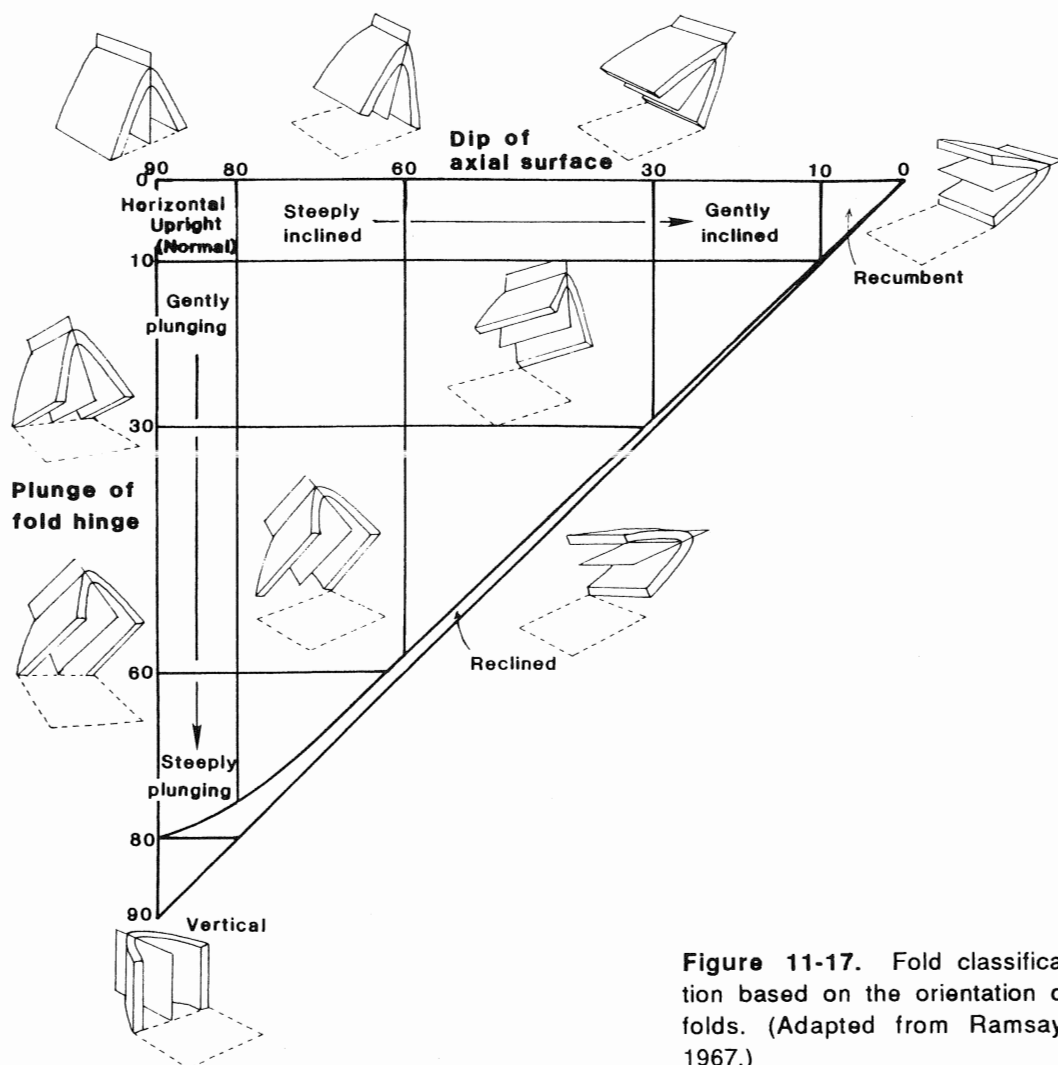 Dip of
axial surface
90 80 60 30 10 0
0
Horizontal
Upright
(Normal)
Steeply
inclined
Gently
inclined
10
Recumbent
Gently
plunging
30
Plunge of
fold hinge
Reclined
60
Steeply
plunging
80
90
Vertical
Figure 11-17. Fold classifica
tion based on the orientation o
folds. (Adapted from Ramsay
1967.)